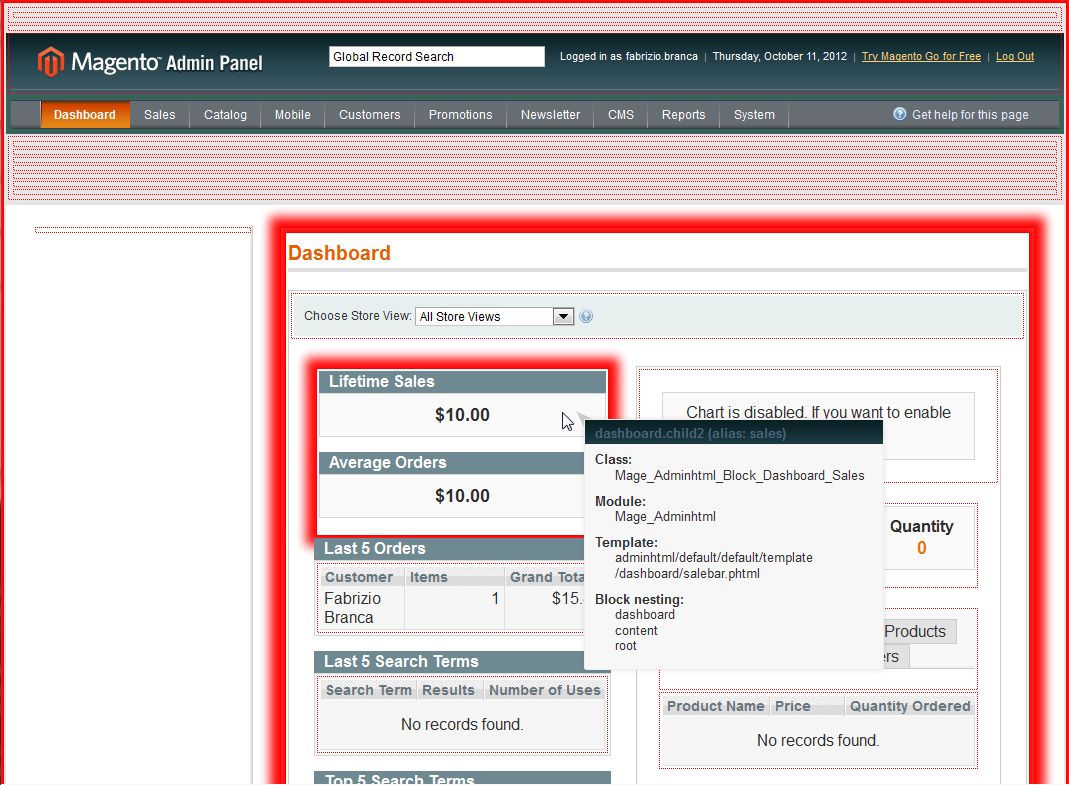 Magento Admin Panel
Global Record Search
Logged in as fabrizio.branca | Thursday, October 11, 2012 | Try Magento Go for Free | Log Out
Dashboard Sales Catalog Mobile Customers Promotions Newsletter CMS Reports System Get help for this page
Dashboard
Choose Store View: All Store Views
Lifetime Sales
$10.00
Average Orders
$10.00
Last 5 Orders
Customer Items Grand Tota
Fabrizio Branca 1 $15.
Last 5 Search Terms
Search Term Results Number of Uses
No records found.
Top 5 Search Terms
Chart is disabled. If you want to enable
dashboard.child2 (alias: sales)
Class:
Mage_Adminhtml_Block_Dashboard_Sales
Module:
Mage_Adminhtml
Template:
adminhtml/default/default/template
/dashboard/salebar.phtml
Block nesting:
dashboard
content
root
Quantity
0
Products
ers
Product Name Price Quantity Ordered
No records found.